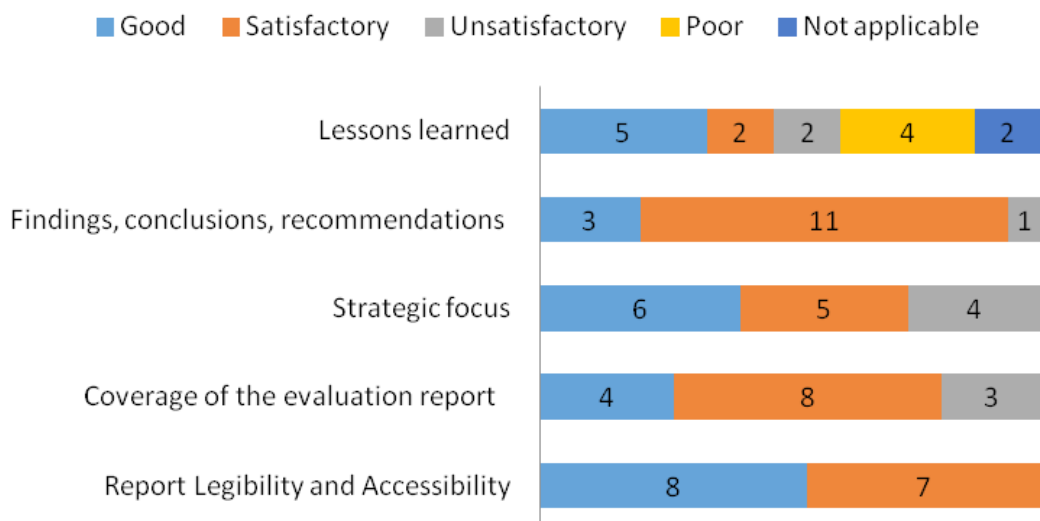 Good Satisfactory Unsatisfactory Poor Not applicable
Lessons learned 5 2 2 4 2
Findings, conclusions, recommendations 3 11 1
Strategic focus 6 5 4
Coverage of the evaluation report 4 8 3
Report Legibility and Accessibility 8 7